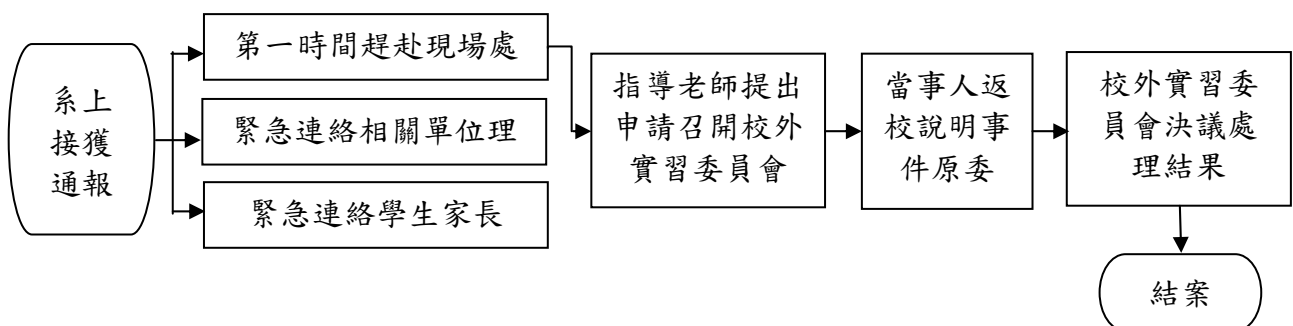 系上
接獲
通報
第一時間趕赴現場處
緊急連絡相關單位理
緊急連絡學生家長
指導老師提出
申請召開校外
實習委員會
當事人返
校說明事
件原委
校外實習委
員會決議處
理結果
結案